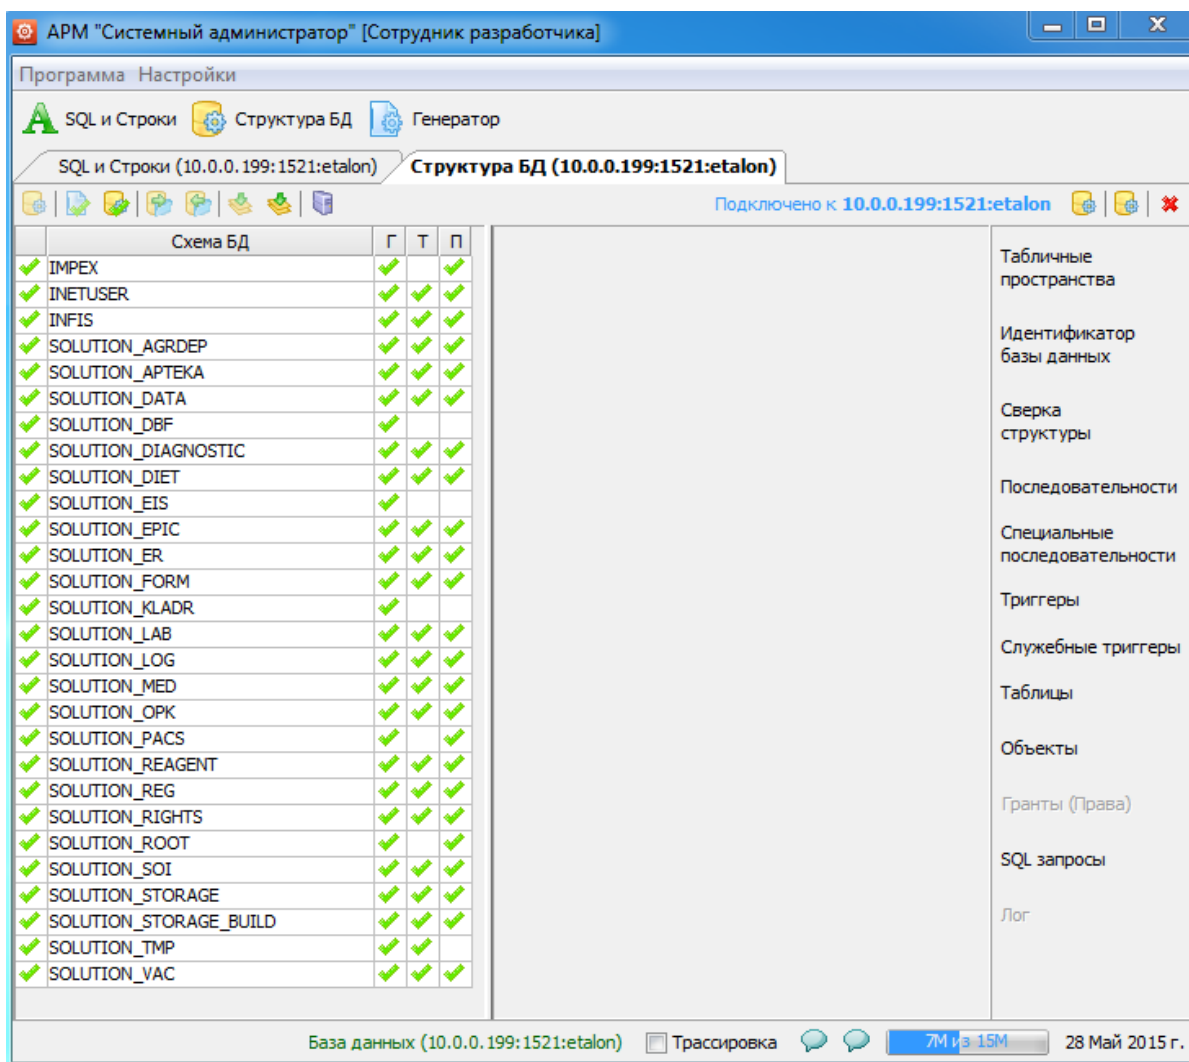 АРМ "Системный администратор" [Сотрудник разработчика]
Программа Настройки
SQL и Строки Структура БД Генератор
SQL и Строки (10.0.0.199:1521:etalon) Структура БД (10.0.0.199:1521:etalon)
Подключено к 10.0.0.199:1521:etalon
Схема БД Г Т П
IMPEX
INETUSER
INFIS
SOLUTION_AGRDEP
SOLUTION_APTEKA
SOLUTION_DATA
SOLUTION_DBF
SOLUTION_DIAGNOSTIC
SOLUTION_DIET
SOLUTION_EIS
SOLUTION_EPIC
SOLUTION_ER
SOLUTION_FORM
SOLUTION_KLADR
SOLUTION_LAB
SOLUTION_LOG
SOLUTION_MED
SOLUTION_OPK
SOLUTION_PACS
SOLUTION_REAGENT
SOLUTION_REG
SOLUTION_RIGHTS
SOLUTION_ROOT
SOLUTION_SOI
SOLUTION_STORAGE
SOLUTION_STORAGE_BUILD
SOLUTION_TMP
SOLUTION_VAC
Табличные
пространства
Идентификатор
базы данных
Сверка
структуры
Последовательности
Специальные
последовательности
Триггеры
Служебные триггеры
Таблицы
Объекты
Гранты (Права)
SQL запросы
Лог
База данных (10.0.0.199:1521:etalon) Трассировка 7M из 15M 28 Май 2015 г.